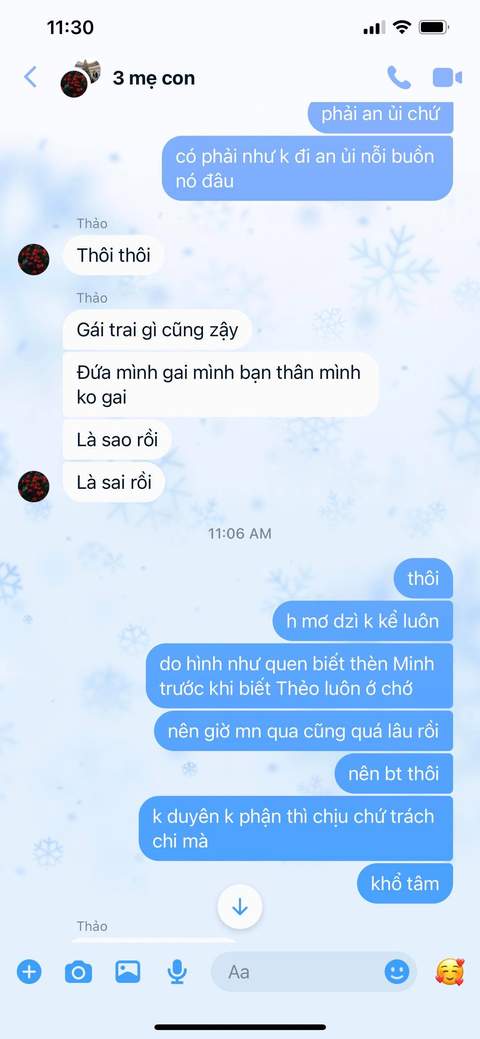 11:30
3 mẹ con
phải an ủi chứ
có phải như k đi an ủi nỗi buồn
nó đâu
Thảo
Thôi thôi
Thảo
Gái trai gì cũng zậy
Đứa mình gai mình bạn thân mình
ko gai
Là sao rồi
Là sai rồi
11:06 AM
thôi
h mơ dzì k kể luôn
do hình như quen biết thèn Minh
trước khi biết Thẻo luôn ớ chớ
nên giờ mn qua cũng quá lâu rồi
nên bt thôi
k duyên k phận thì chịu chứ trách
chi mà
khổ tâm
Thảo
Aa